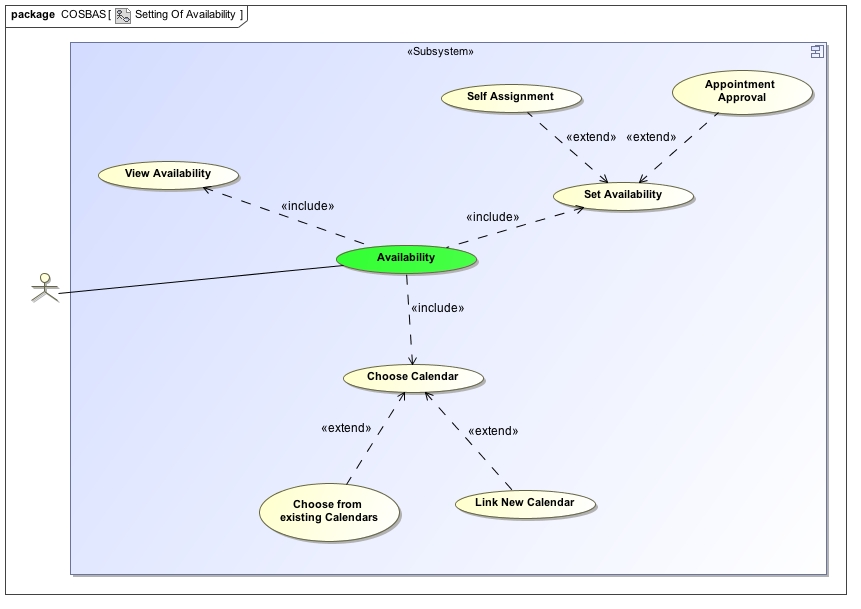 package COSBAS [ Setting Of Availability ]
«Subsystem»
Self Assignment
Appointment
Approval
«extend»
«extend»
View Availability
Set Availability
«include»
«include»
Availability
«include»
Choose Calendar
«extend»
«extend»
Choose from
existing Calendars
Link New Calendar